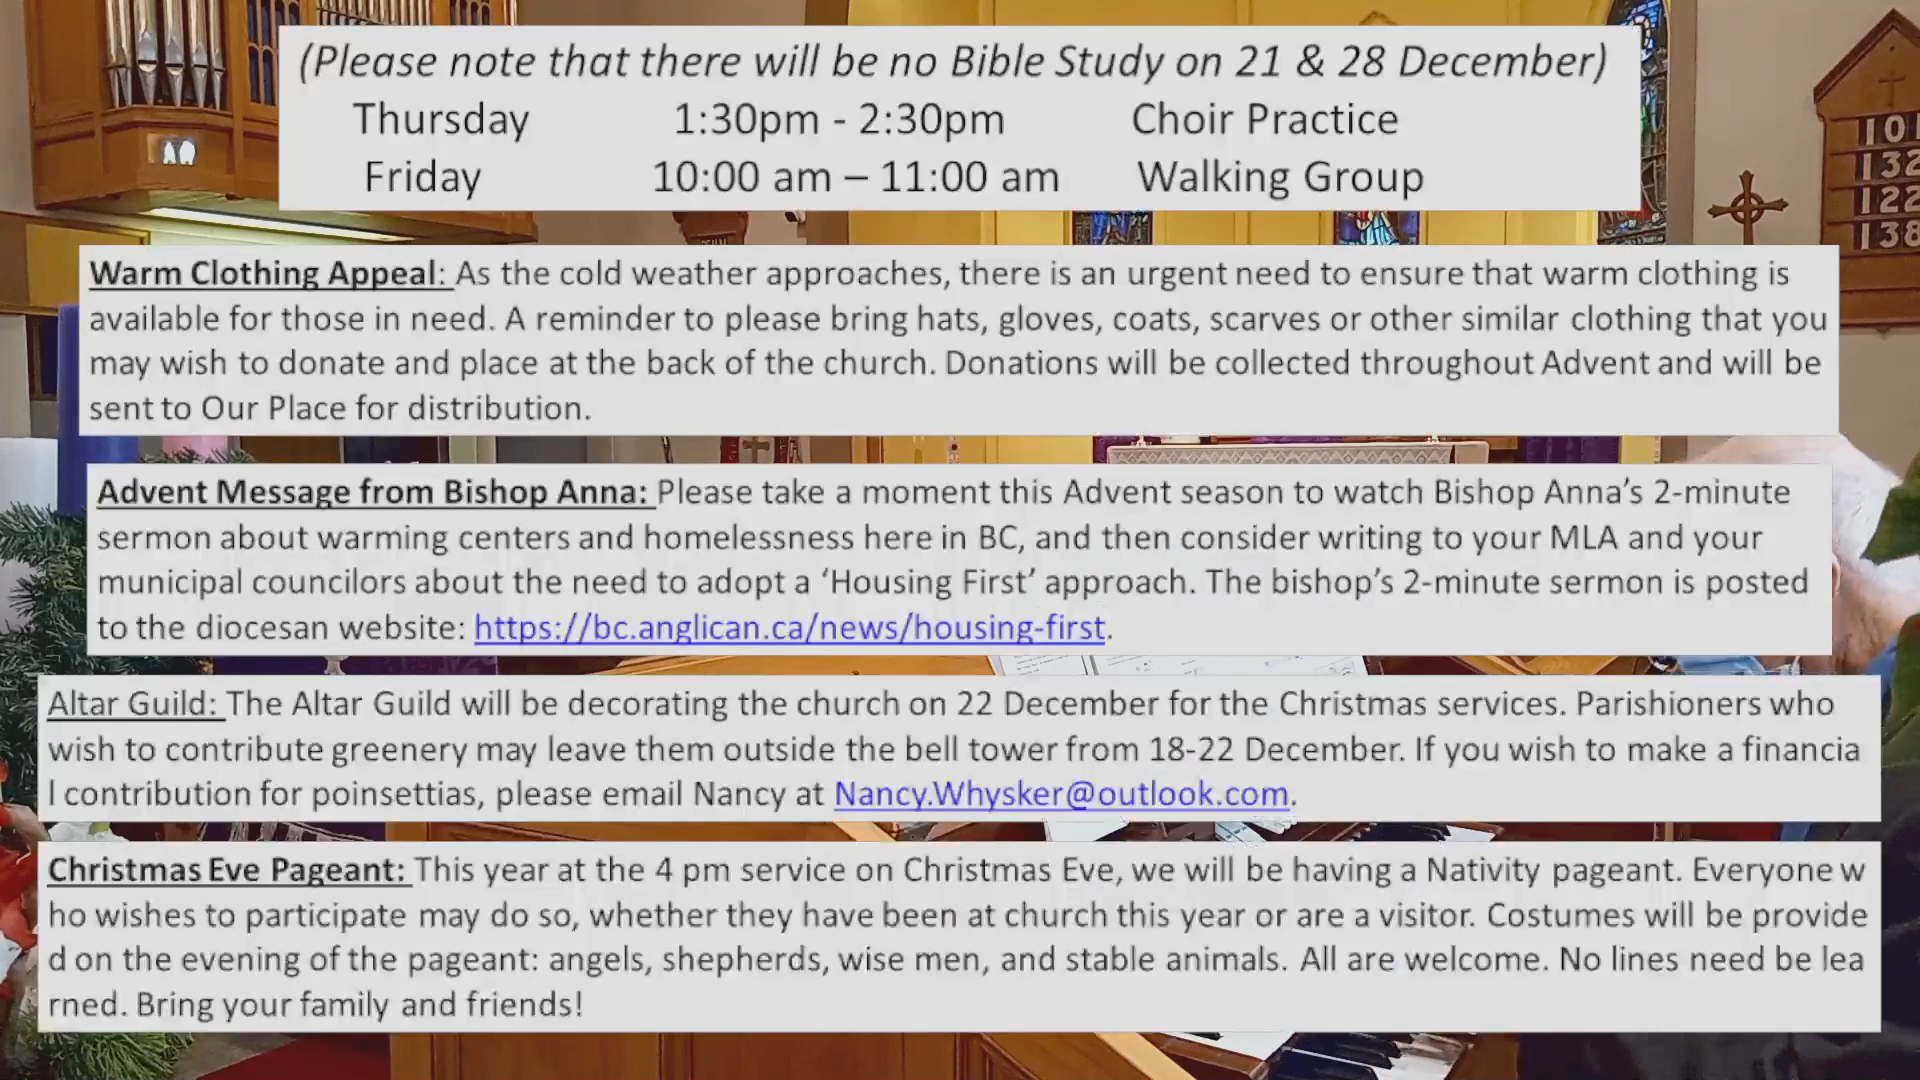 (Please note that there will be no Bible Study on 21 & 28 December)
Thursday 1:30pm - 2:30pm Choir Practice
Friday 10:00 am – 11:00 am Walking Group
Warm Clothing Appeal: As the cold weather approaches, there is an urgent need to ensure that warm clothing is
available for those in need. A reminder to please bring hats, gloves, coats, scarves or other similar clothing that you
may wish to donate and place at the back of the church. Donations will be collected throughout Advent and will be
sent to Our Place for distribution.
Advent Message from Bishop Anna: Please take a moment this Advent season to watch Bishop Anna’s 2-minute
sermon about warming centers and homelessness here in BC, and then consider writing to your MLA and your
municipal councilors about the need to adopt a ‘Housing First’ approach. The bishop’s 2-minute sermon is posted
to the diocesan website: https://bc.anglican.ca/news/housing-first.
Altar Guild: The Altar Guild will be decorating the church on 22 December for the Christmas services. Parishioners who
wish to contribute greenery may leave them outside the bell tower from 18-22 December. If you wish to make a financia
l contribution for poinsettias, please email Nancy at Nancy.Whysker@outlook.com.
Christmas Eve Pageant: This year at the 4 pm service on Christmas Eve, we will be having a Nativity pageant. Everyone w
ho wishes to participate may do so, whether they have been at church this year or are a visitor. Costumes will be provide
d on the evening of the pageant: angels, shepherds, wise men, and stable animals. All are welcome. No lines need be lea
rned. Bring your family and friends!
132
122
138